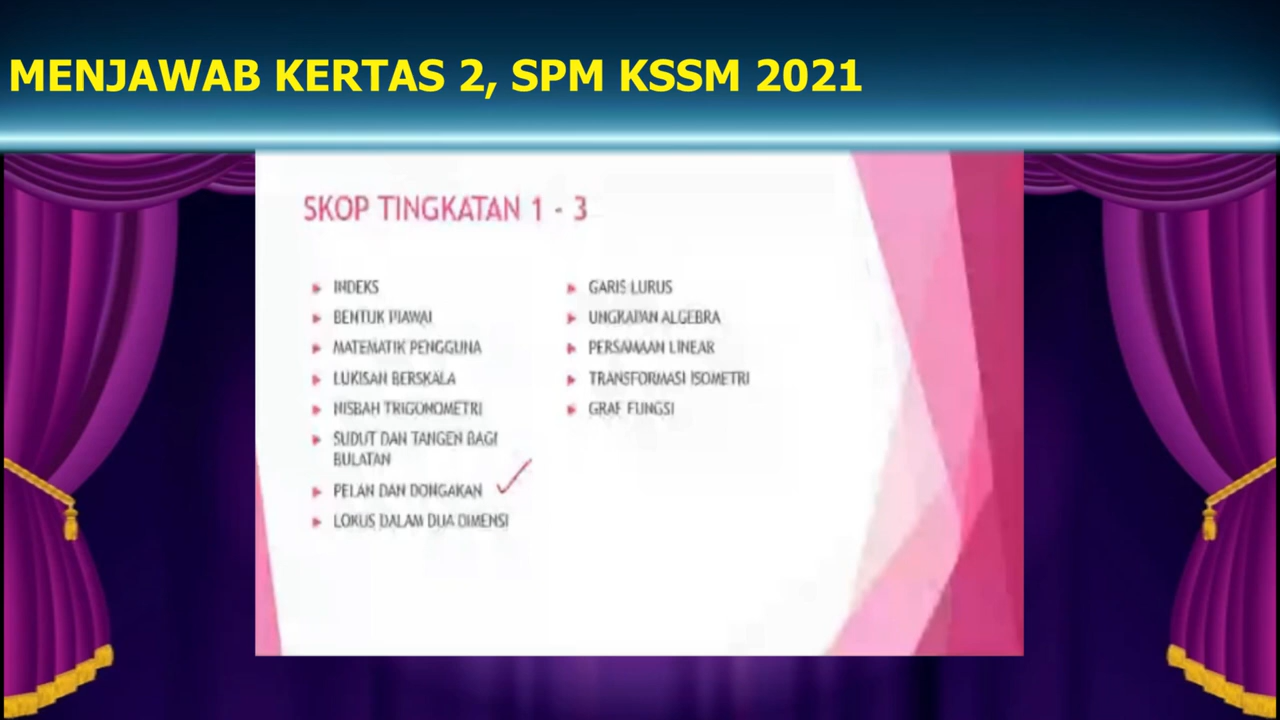 MENJAWAB KERTAS 2, SPM KSSM 2021
SKOP TINGKATAN 1 - 3
INDEKS
BENTUK PIAWAI
MATEMATIK PENGGUNA
LUKISAN BERSKALA
NISBAH TRIGONOMETRI
SUDUT DAN TANGEN BAGI
BULATAN
PELAN DAN DONGAKAN
LOKUS DALAM DUA DIMENSI
GARIS LURUS
UNGKAPAN ALGEBRA
PERSAMAAN LINEAR
TRANSFORMASI ISOMETRI
GRAF FUNGSI